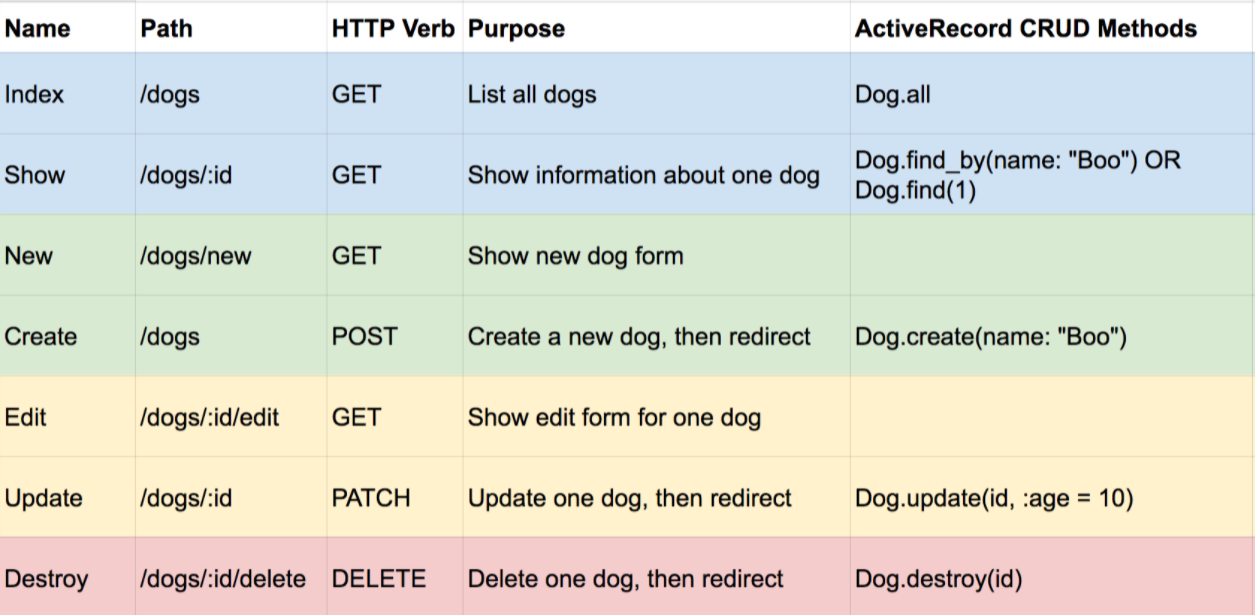 Name Path HTTP Verb Purpose ActiveRecord CRUD Methods
Index /dogs GET List all dogs Dog.all
Show /dogs/:id GET Show information about one dog Dog.find_by(name: "Boo") OR
Dog.find(1)
New /dogs/new GET Show new dog form
Create /dogs POST Create a new dog, then redirect Dog.create(name: "Boo")
Edit /dogs/:id/edit GET Show edit form for one dog
Update /dogs/:id PATCH Update one dog, then redirect Dog.update(id, :age = 10)
Destroy /dogs/:id/delete DELETE Delete one dog, then redirect Dog.destroy(id)